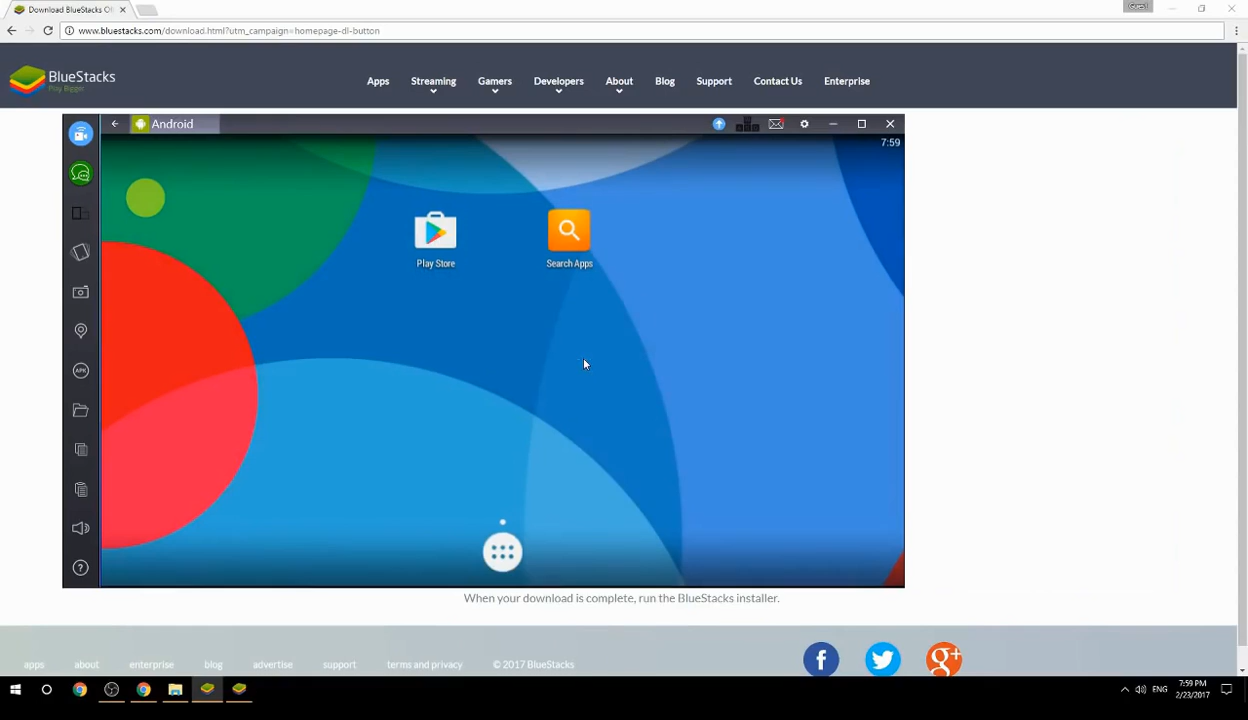 Download BlueStacks Of
Guest
www.bluestacks.com/download.html?utm_campaign=homepage-dl-button
BlueStacks
Play Bigger
Apps
Streaming
Gamers
Developers
About
Blog
Support
Contact Us
Enterprise
Android
7:59
Play Store
Search Apps
APK
?
When your download is complete, run the BlueStacks installer.
apps
about
enterprise
blog
advertise
support
terms and privacy
© 2017 BlueStacks
f
g+
ENG
7:59 PM
2/23/2017